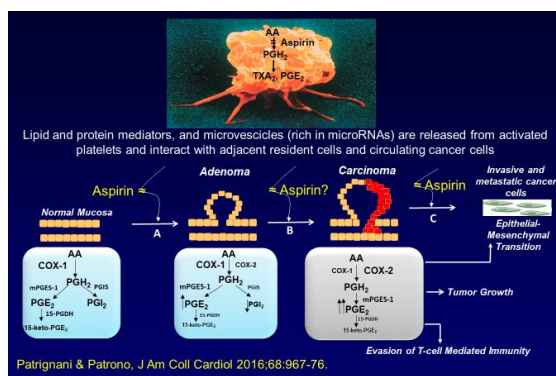 AA
Aspirin
PGH2
TXA2, PGE2
Lipid and protein mediators, and microvescicles (rich in microRNAs) are released from activated
platelets and interact with adjacent resident cells and circulating cancer
cells
Aspirin
Adenoma
Aspirin?
Carcinoma
Aspirin
Invasive and
metastatic cancer
cells
Normal Mucosa
A
B
C
Epithelial-
Mesenchymal
Transition
AA
COX-1
PGH2
mPGES-1
PGIS
PGE2
PGI2
15-PGDH
15-keto-PGE2
AA
COX-1
COX-2
PGH2
mPGES-1
PGIS
PGE2
PGI2
15-PGDH
15-keto-PGE2
AA
COX-1
COX-2
PGH2
mPGES-1
PGE2
15-PGDH
15-keto-PGE2
Tumor Growth
Evasion of T-cell Mediated Immunity
Patrignani & Patrono, J Am Coll Cardiol 2016;68:967-76.